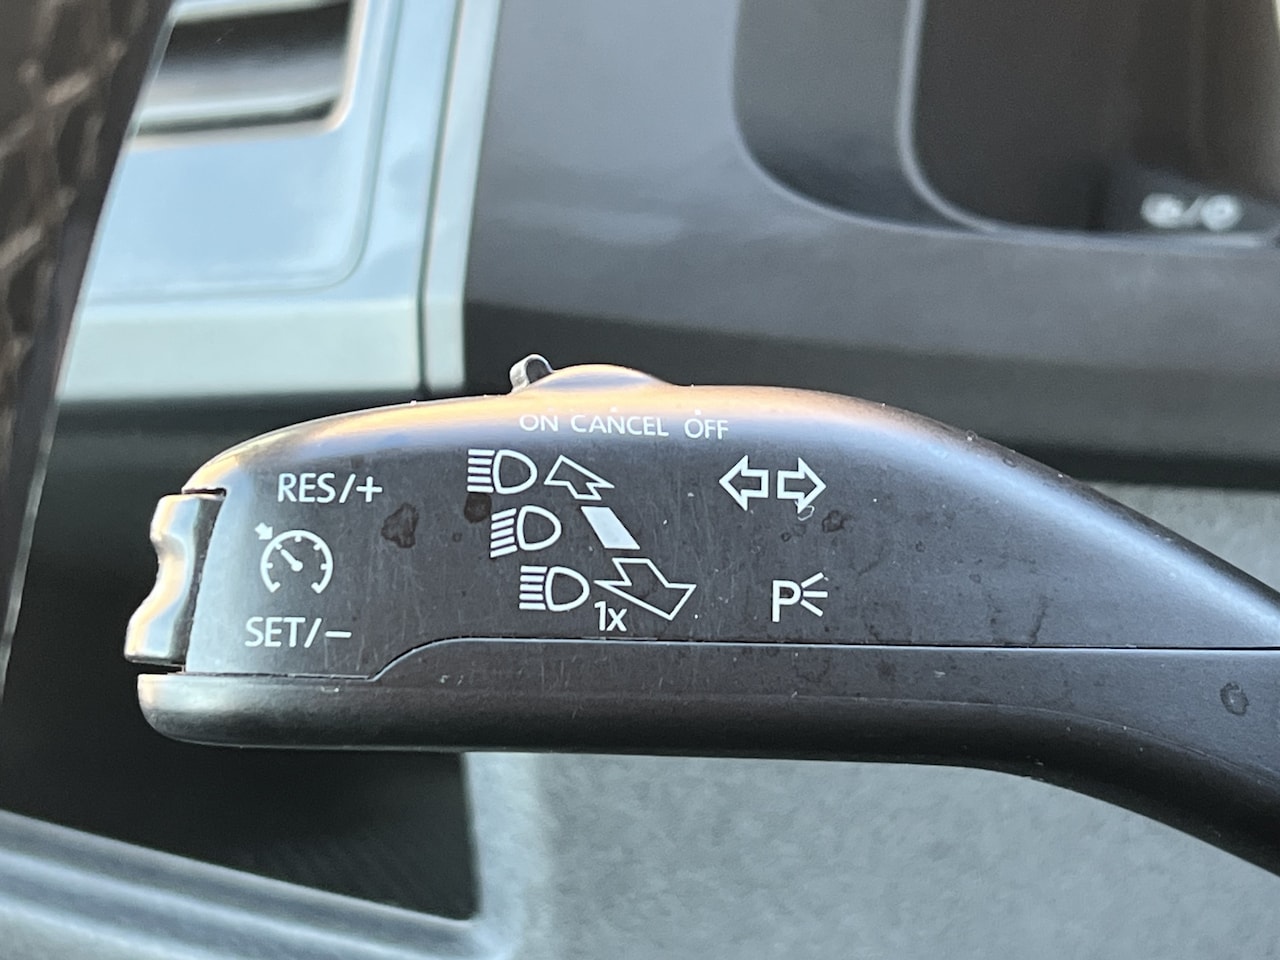 ON CANCEL OFF
RES/+
SET/–
1x
P